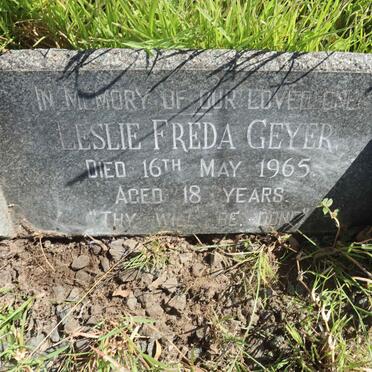 IN MEMORY OF OUR LOVED ONE
LESLIE FREDA GEYER.
DIED 16TH MAY 1965.
AGED 18 YEARS.
"THY WILL BE DONE"